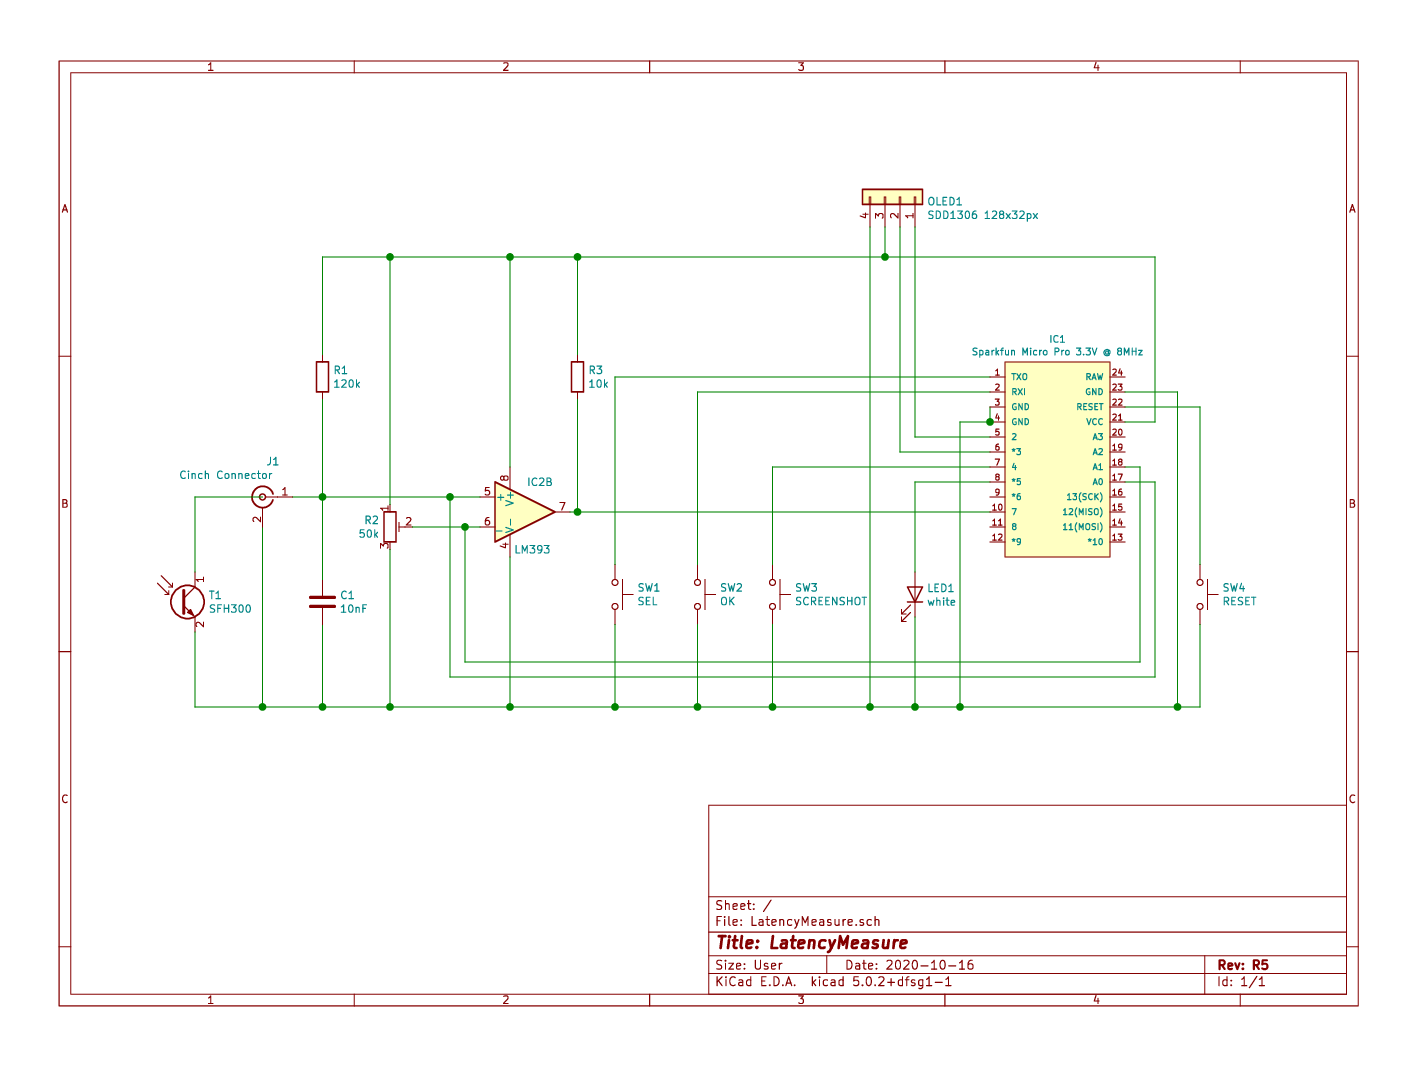 1 2 3 4
A A
OLED1
SDD1306 128x32px
4 3 2 1
IC1
Sparkfun Micro Pro 3.3V @ 8MHz
1 TXO RAW 24
2 RXI GND 23
3 GND RESET 22
4 GND VCC 21
5 2 A3 20
6 *3 A2 19
7 4 A1 18
8 *5 A0 17
9 *6 13(SCK) 16
10 7 12(MISO) 15
11 8 11(MOSI) 14
12 *9 *10 13
R1
120k
R3
10k
J1
Cinch Connector
1
2
B B
R2
50k
1
2
3
IC2B
LM393
8
V+
5 +
6 -
V-
4
7
T1
SFH300
1
2
C1
10nF
SW1
SEL
SW2
OK
SW3
SCREENSHOT
LED1
white
SW4
RESET
C C
Sheet: /
File: LatencyMeasure.sch
Title: LatencyMeasure
Size: User Date: 2020-10-16 Rev: R5
KiCad E.D.A. kicad 5.0.2+dfsg1-1 Id: 1/1
1 2 3 4